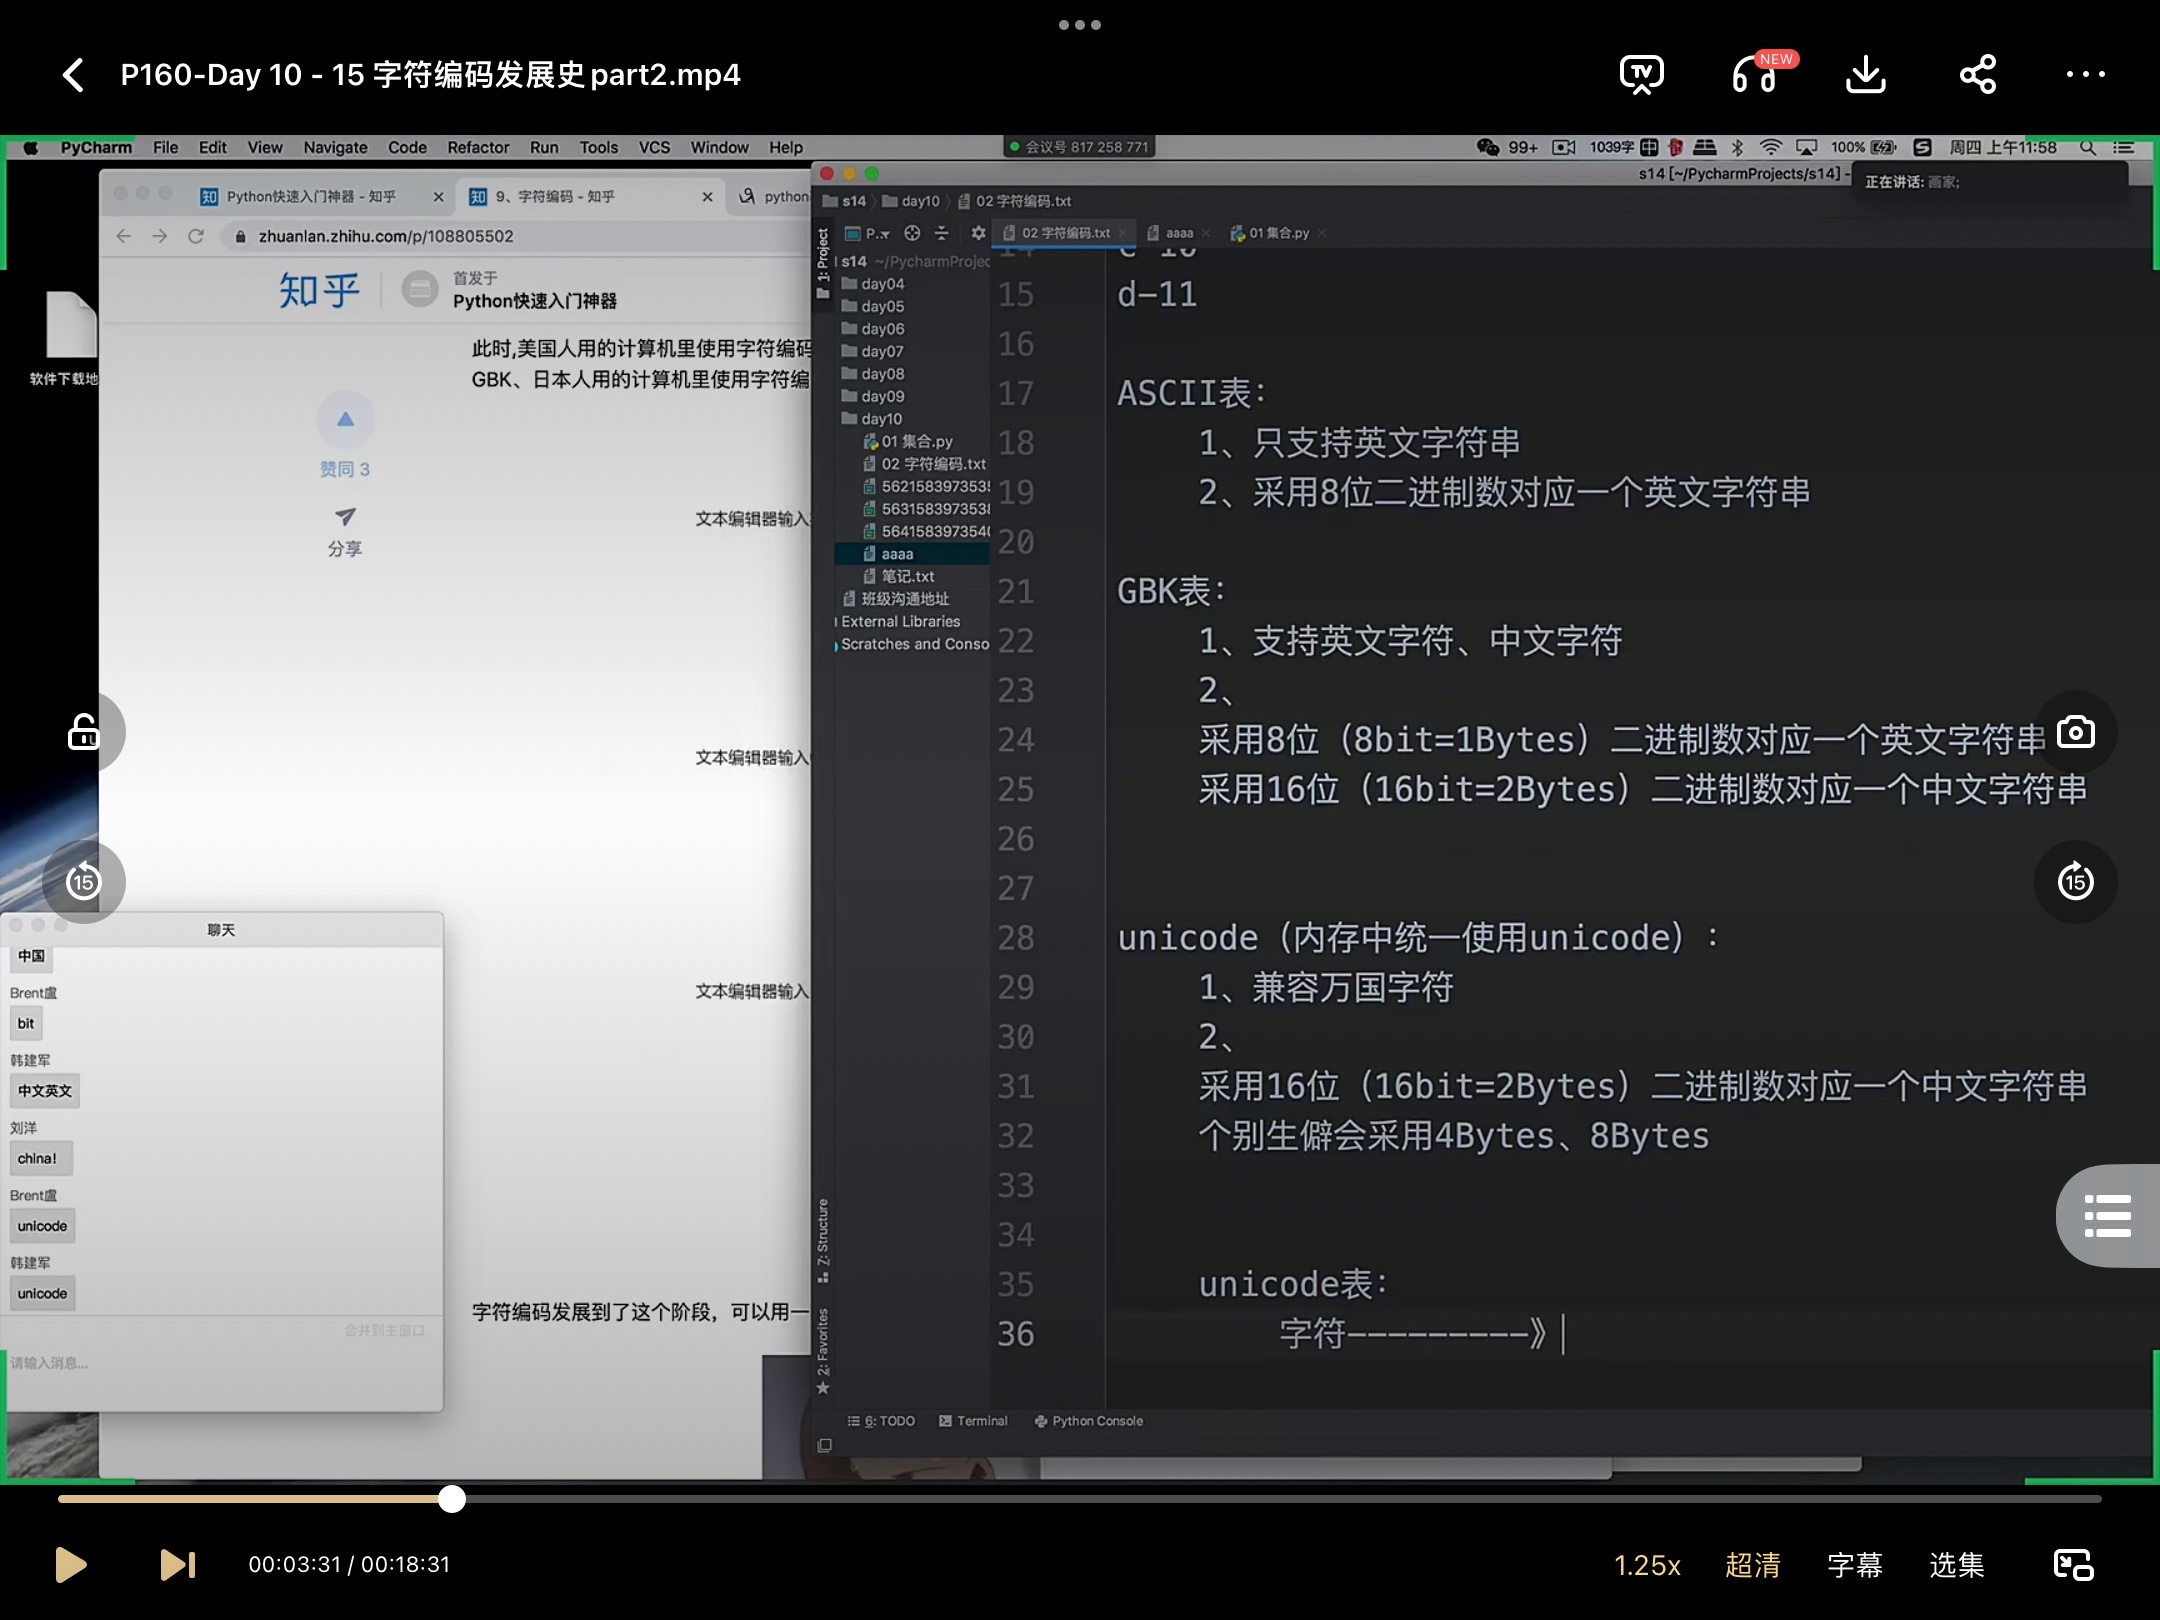 P160-Day 10 - 15 字符编码发展史part2.mp4
NEW
PyCharm File Edit View Navigate Code Refactor Run Tools VCS Window Help
会议号 817 258 771
99+ 1039字 100% 周四 上午11:58
s14 [~/PycharmProjects/s14] -
正在讲话: 画家;
Python快速入门神器 - 知乎
9、字符编码 - 知乎
python
zhuanlan.zhihu.com/p/108805502
知乎
首发于
Python快速入门神器
软件下载地
此时,美国人用的计算机里使用字符编码
GBK、日本人用的计算机里使用字符编
赞同 3
分享
文本编辑器输入
文本编辑器输入
文本编辑器输入
字符编码发展到了这个阶段，可以用一
聊天
中国
Brent盧
bit
韩建军
中文英文
刘洋
china!
Brent盧
unicode
韩建军
unicode
合并到主窗口
请输入消息...
s14 day10 02 字符编码.txt
P..
02 字符编码.txt
aaaa
01 集合.py
1: Project
s14 ~/PycharmProjec
day04
day05
day06
day07
day08
day09
day10
01 集合.py
02 字符编码.txt
562158397353
563158397353
564158397354
aaaa
笔记.txt
班级沟通地址
External Libraries
Scratches and Conso
Z: Structure
2: Favorites
15 d-11
16
17 ASCII表：
18 1、只支持英文字符串
19 2、采用8位二进制数对应一个英文字符串
20
21 GBK表：
22 1、支持英文字符、中文字符
23 2、
24 采用8位（8bit=1Bytes）二进制数对应一个英文字符串
25 采用16位（16bit=2Bytes）二进制数对应一个中文字符串
26
27
28 unicode（内存中统一使用unicode）：
29 1、兼容万国字符
30 2、
31 采用16位（16bit=2Bytes）二进制数对应一个中文字符串
32 个别生僻会采用4Bytes、8Bytes
33
34
35 unicode表：
36 字符---------》
6: TODO Terminal Python Console
15
15
00:03:31 / 00:18:31
1.25x 超清 字幕 选集